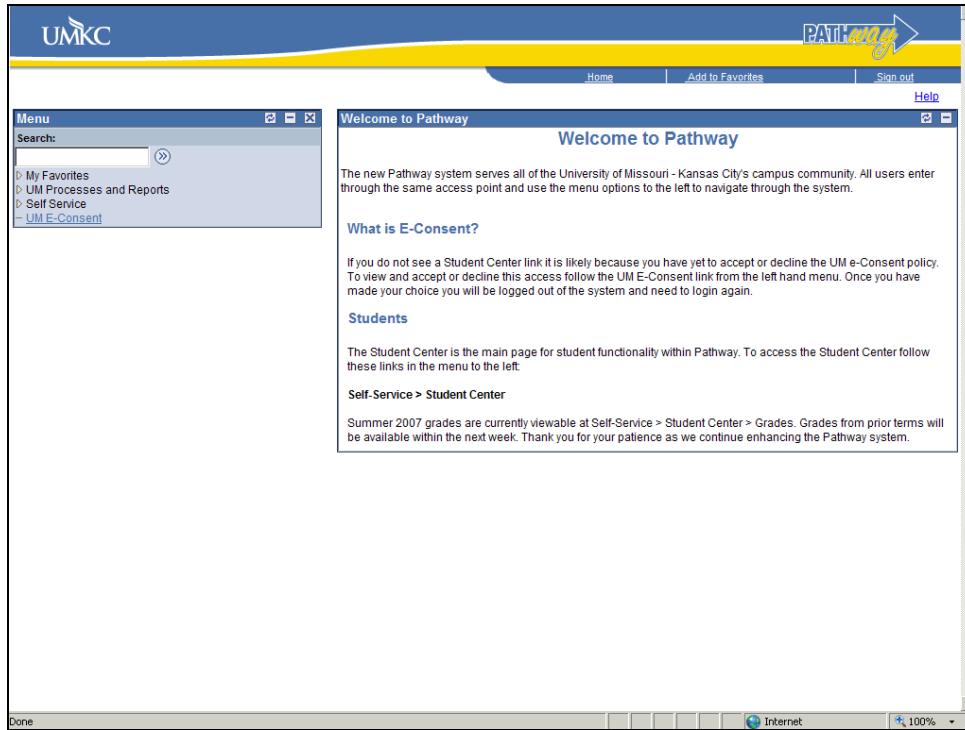 UMKC
PATHway
Home Add to Favorites Sign out
Help
Menu
Search:
My Favorites
UM Processes and Reports
Self Service
UM E-Consent
Welcome to Pathway
Welcome to Pathway
The new Pathway system serves all of the University of Missouri - Kansas City's campus community. All users enter
through the same access point and use the menu options to the left to navigate through the system.
What is E-Consent?
If you do not see a Student Center link it is likely because you have yet to accept or decline the UM e-Consent policy.
To view and accept or decline this access follow the UM E-Consent link from the left hand menu. Once you have
made your choice you will be logged out of the system and need to login again.
Students
The Student Center is the main page for student functionality within Pathway. To access the Student Center follow
these links in the menu to the left:
Self-Service > Student Center
Summer 2007 grades are currently viewable at Self-Service > Student Center > Grades. Grades from prior terms will
be available within the next week. Thank you for your patience as we continue enhancing the Pathway system.
Done Internet 100%